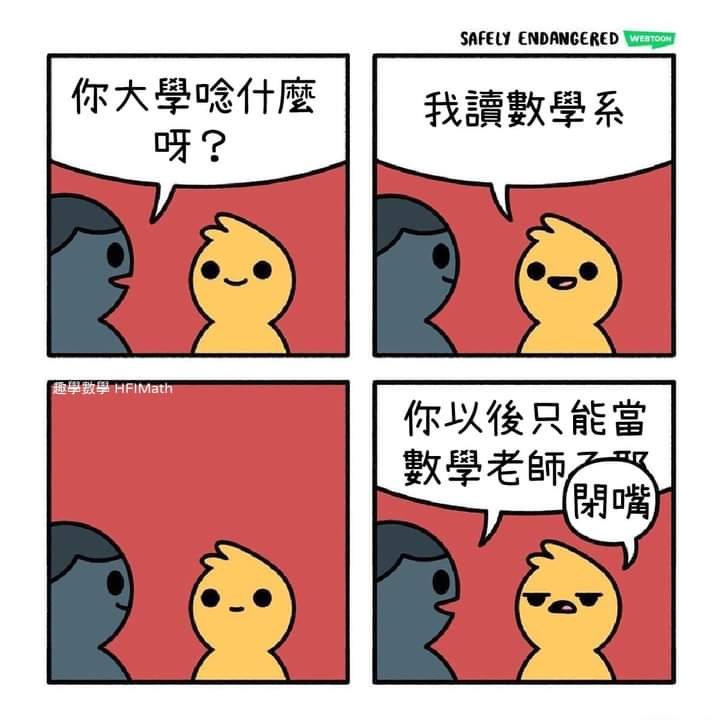 SAFELY ENDANGERED WEBTOON
你大學唸什麼
呀？
我讀數學系
趣學數學 HFIMath
你以後只能當
數學老師
閉嘴